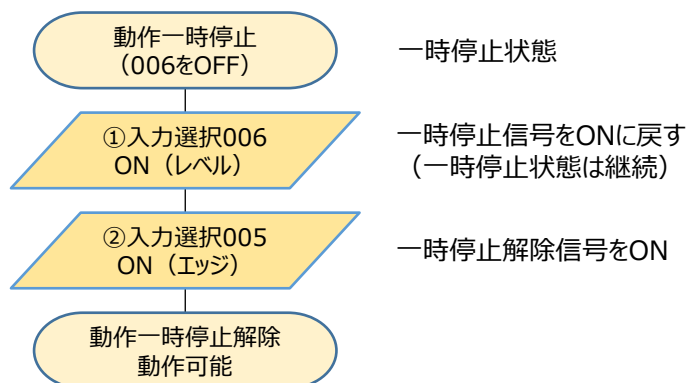 動作一時停止
（006をOFF）
一時停止状態
①入力選択006
ON（レベル）
一時停止信号をONに戻す
（一時停止状態は継続）
②入力選択005
ON（エッジ）
一時停止解除信号をON
動作一時停止解除
動作可能